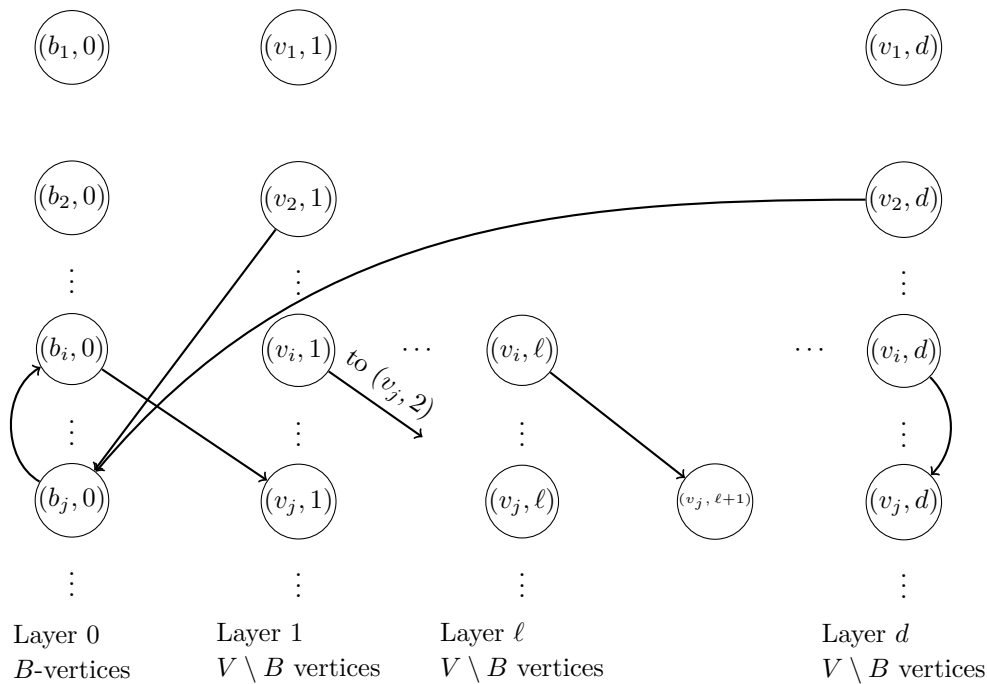 (b₁, 0) (v₁, 1) (v₁, d)
(b₂, 0) (v₂, 1) (v₂, d)
⋮ ⋮ ⋮
(bᵢ, 0) (vᵢ, 1) to (vⱼ, 2) ⋯ (vᵢ, ℓ) ⋯ (vᵢ, d)
⋮ ⋮ ⋮ ⋮
(bⱼ, 0) (vⱼ, 1) (vⱼ, ℓ) (vⱼ, ℓ+1) (vⱼ, d)
⋮ ⋮ ⋮ ⋮
Layer 0 Layer 1 Layer ℓ Layer d
B-vertices V \ B vertices V \ B vertices V \ B vertices